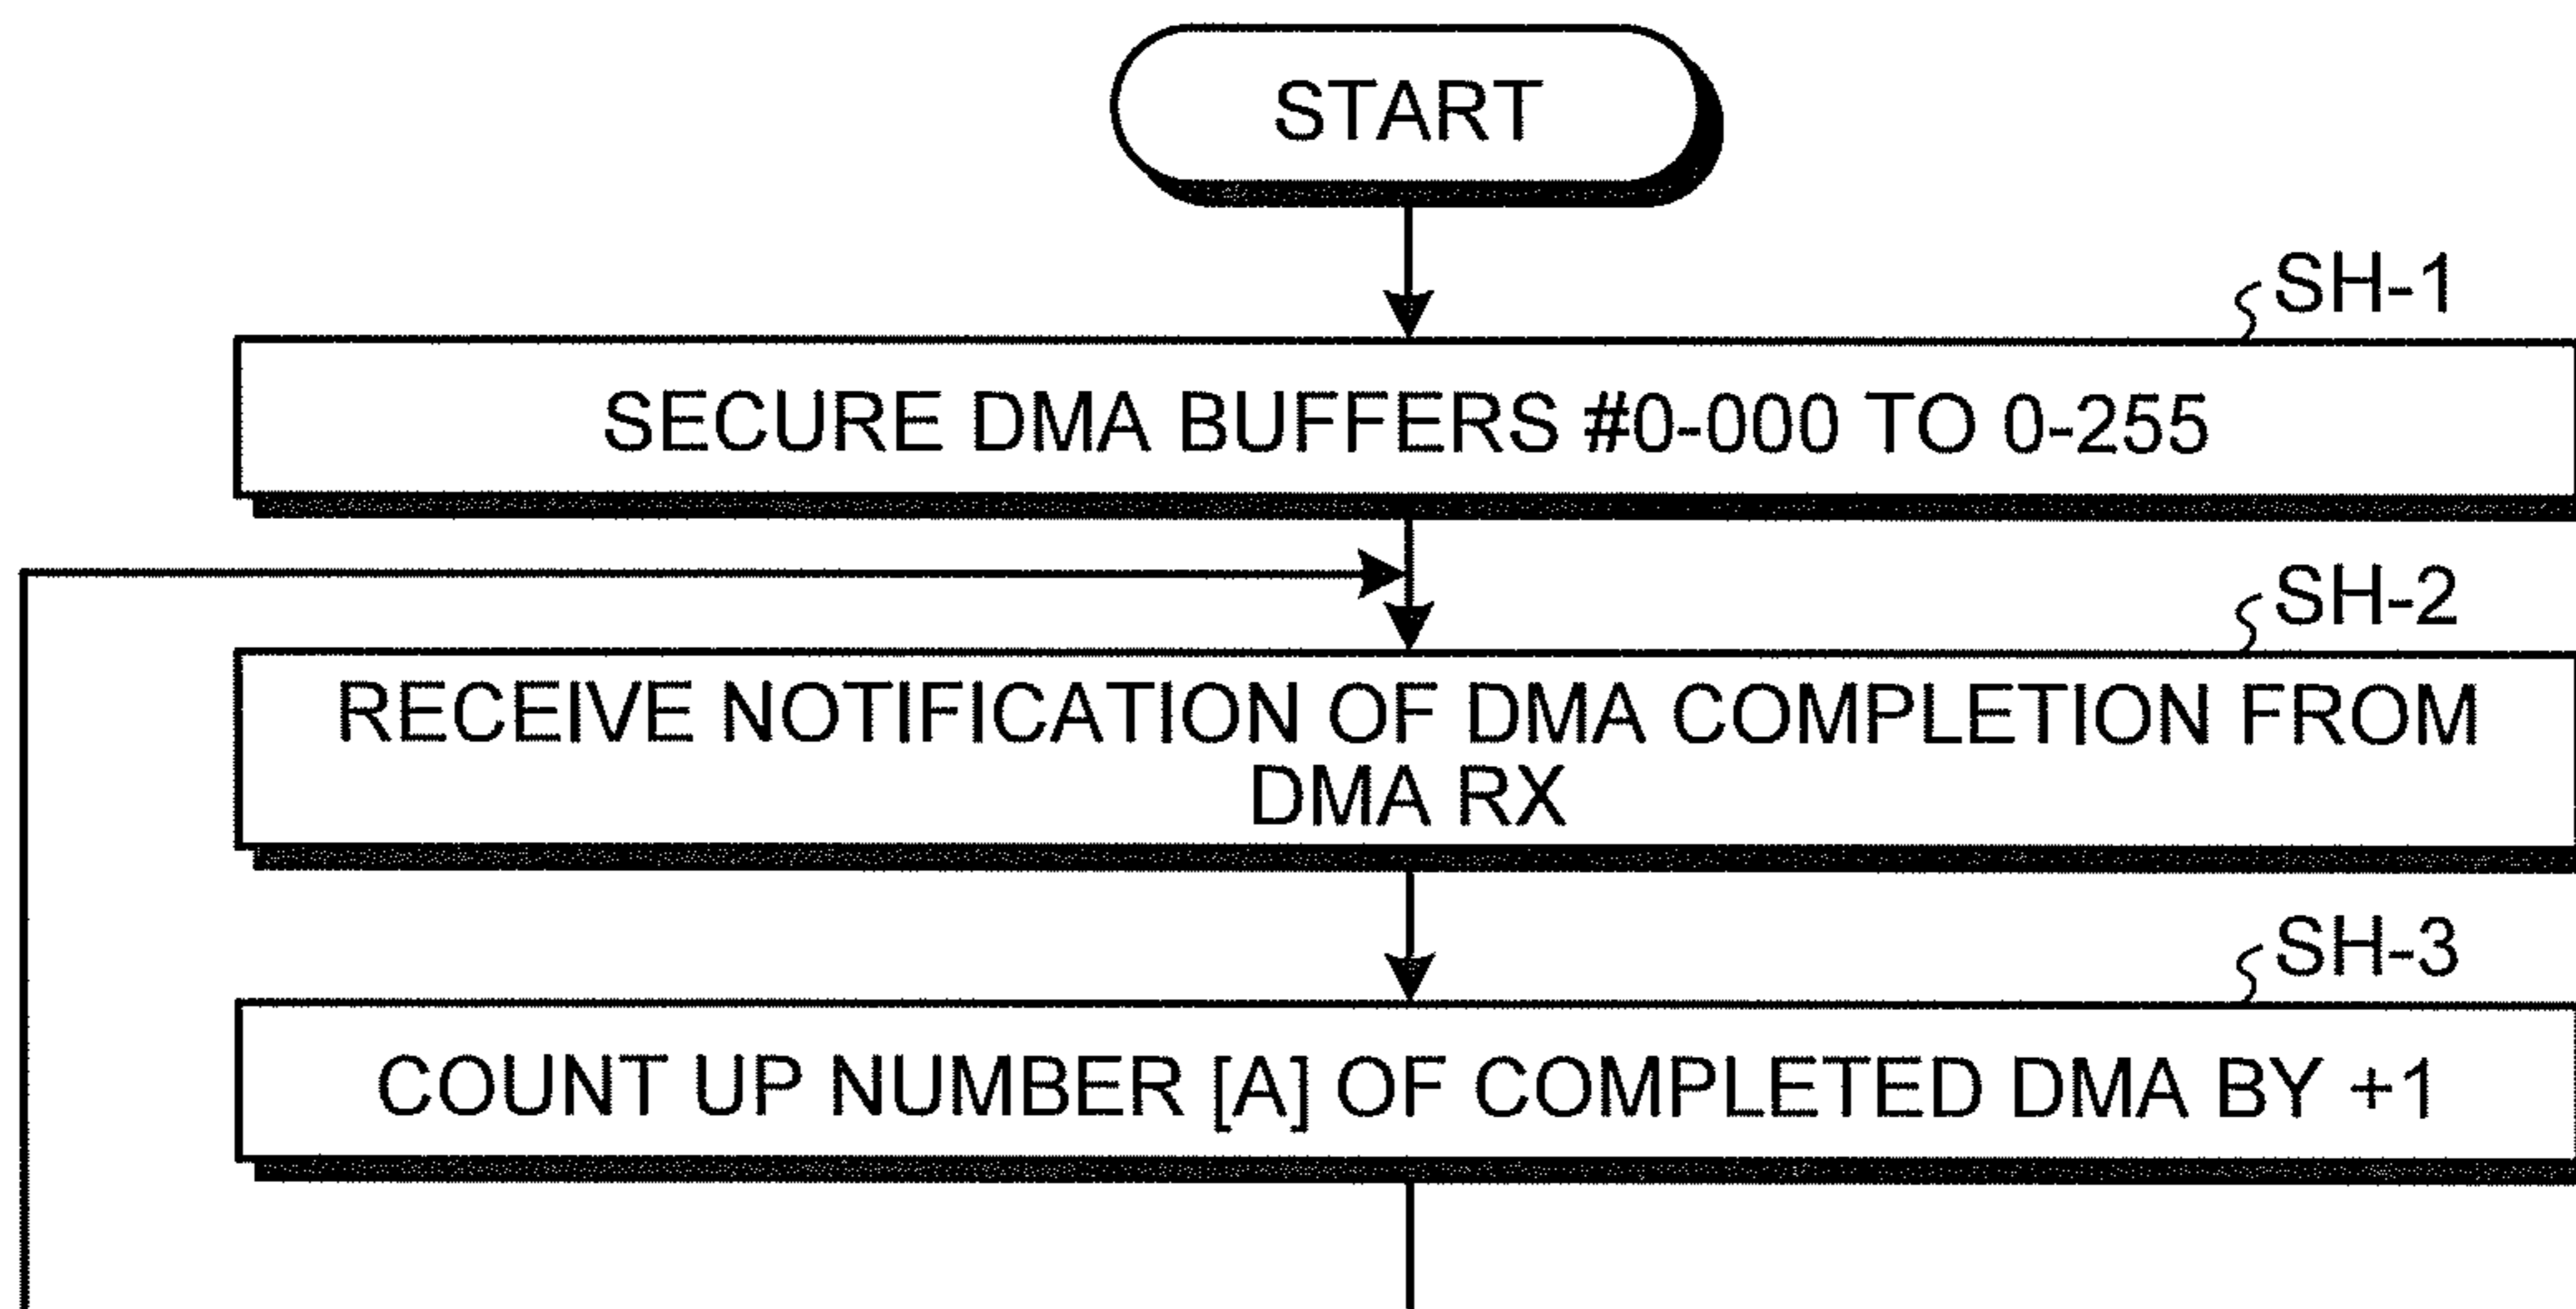 START
SH-1
SECURE DMA BUFFERS #0-000 TO 0-255
SH-2
RECEIVE NOTIFICATION OF DMA COMPLETION FROM
DMA RX
SH-3
COUNT UP NUMBER [A] OF COMPLETED DMA BY +1